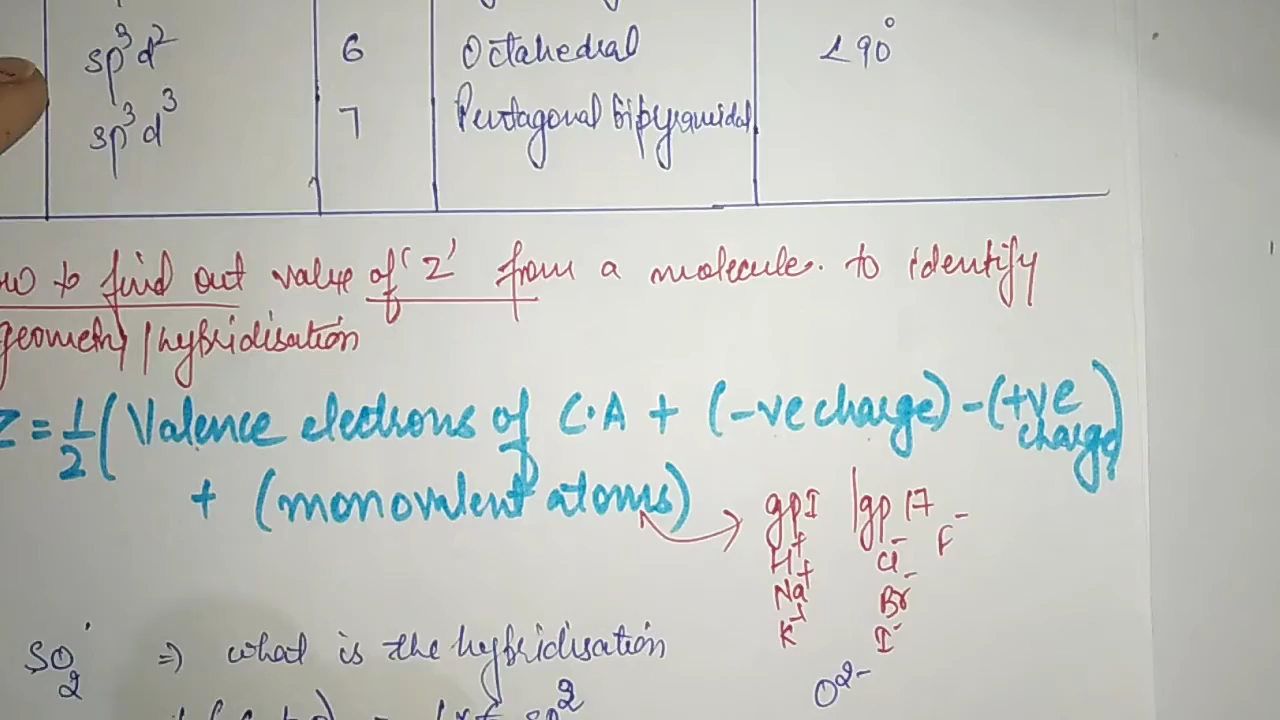 sp³d² 6 Octahedral < 90°
sp³d³ 7 Pentagonal bipyramidal
to find out value of 'Z' from a molecule. to identify
geometry / hybridisation
Z = 1/2 ( Valence electrons of C.A + (-ve charge) - (+ve charge)
+ (monovalent atoms)
gp I / gp 17
H⁺ Cl⁻ F⁻
Na⁺ Br⁻
K⁺ I⁻
SO₂ ⇒ what is the hybridisation
O²⁻
sp²